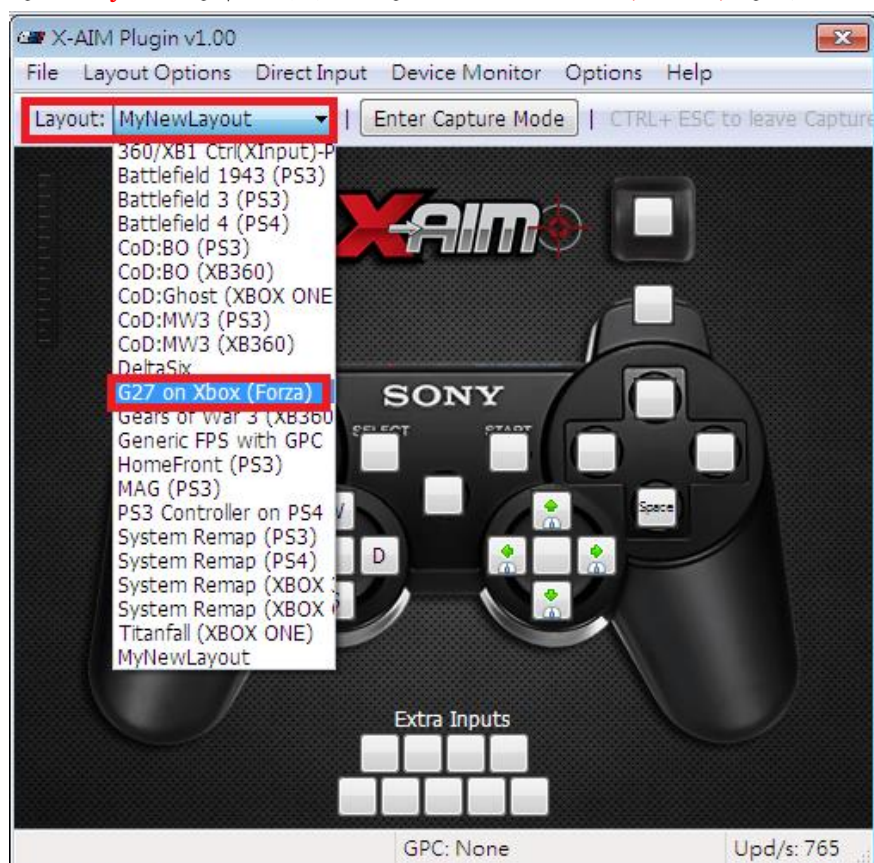 X-AIM Plugin v1.00
File Layout Options Direct Input Device Monitor Options Help
Layout: MyNewLayout | Enter Capture Mode | CTRL+ ESC to leave Capture
360/XB1 Ctrl(XInput)-P
Battlefield 1943 (PS3)
Battlefield 3 (PS3)
Battlefield 4 (PS4)
CoD:BO (PS3)
CoD:BO (XB360)
CoD:Ghost (XBOX ONE
CoD:MW3 (PS3)
CoD:MW3 (XB360)
DeltaSix
G27 on Xbox (Forza)
Gears of War 3 (XB360
Generic FPS with GPC
HomeFront (PS3)
MAG (PS3)
PS3 Controller on PS4
System Remap (PS3)
System Remap (PS4)
System Remap (XBOX
System Remap (XBOX
Titanfall (XBOX ONE)
MyNewLayout
X-AIM
SONY
SELECT START
Space
D
Extra Inputs
GPC: None Upd/s: 765